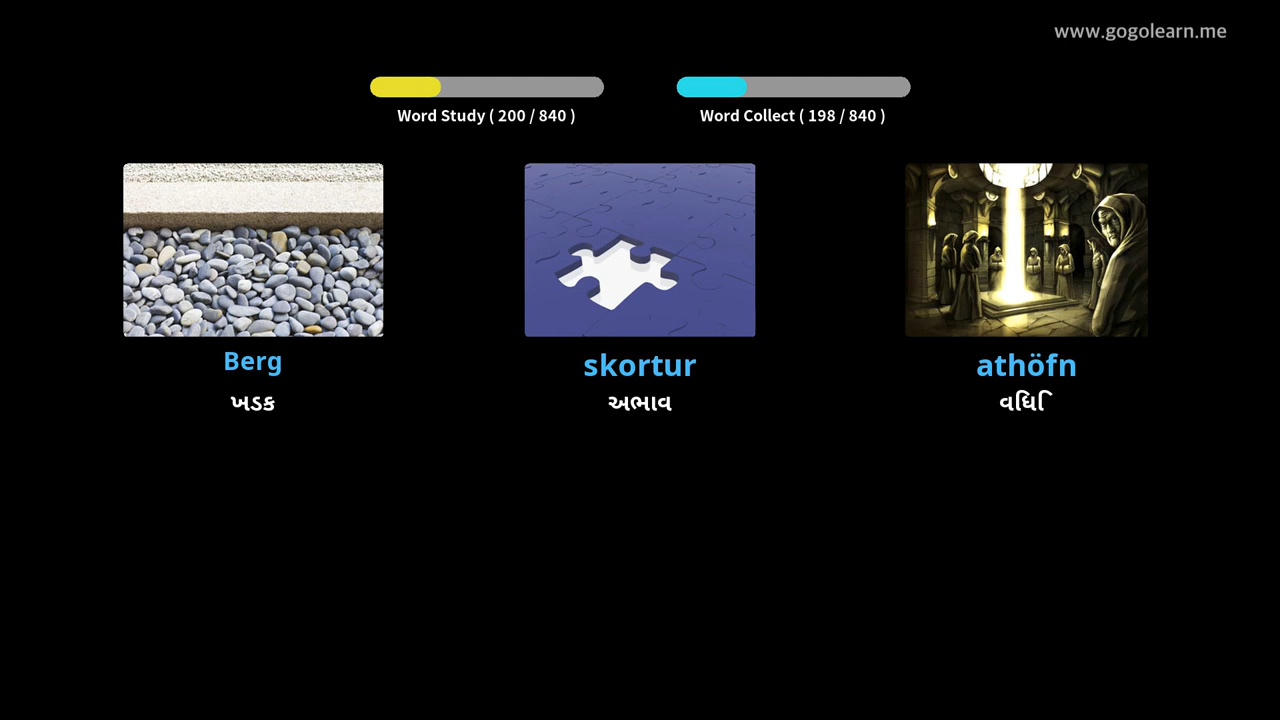 www.gogolearn.me
Word Study ( 200 / 840 )
Word Collect ( 198 / 840 )
Berg
skortur
athöfn
ખડક
અભાવ
વિધિ